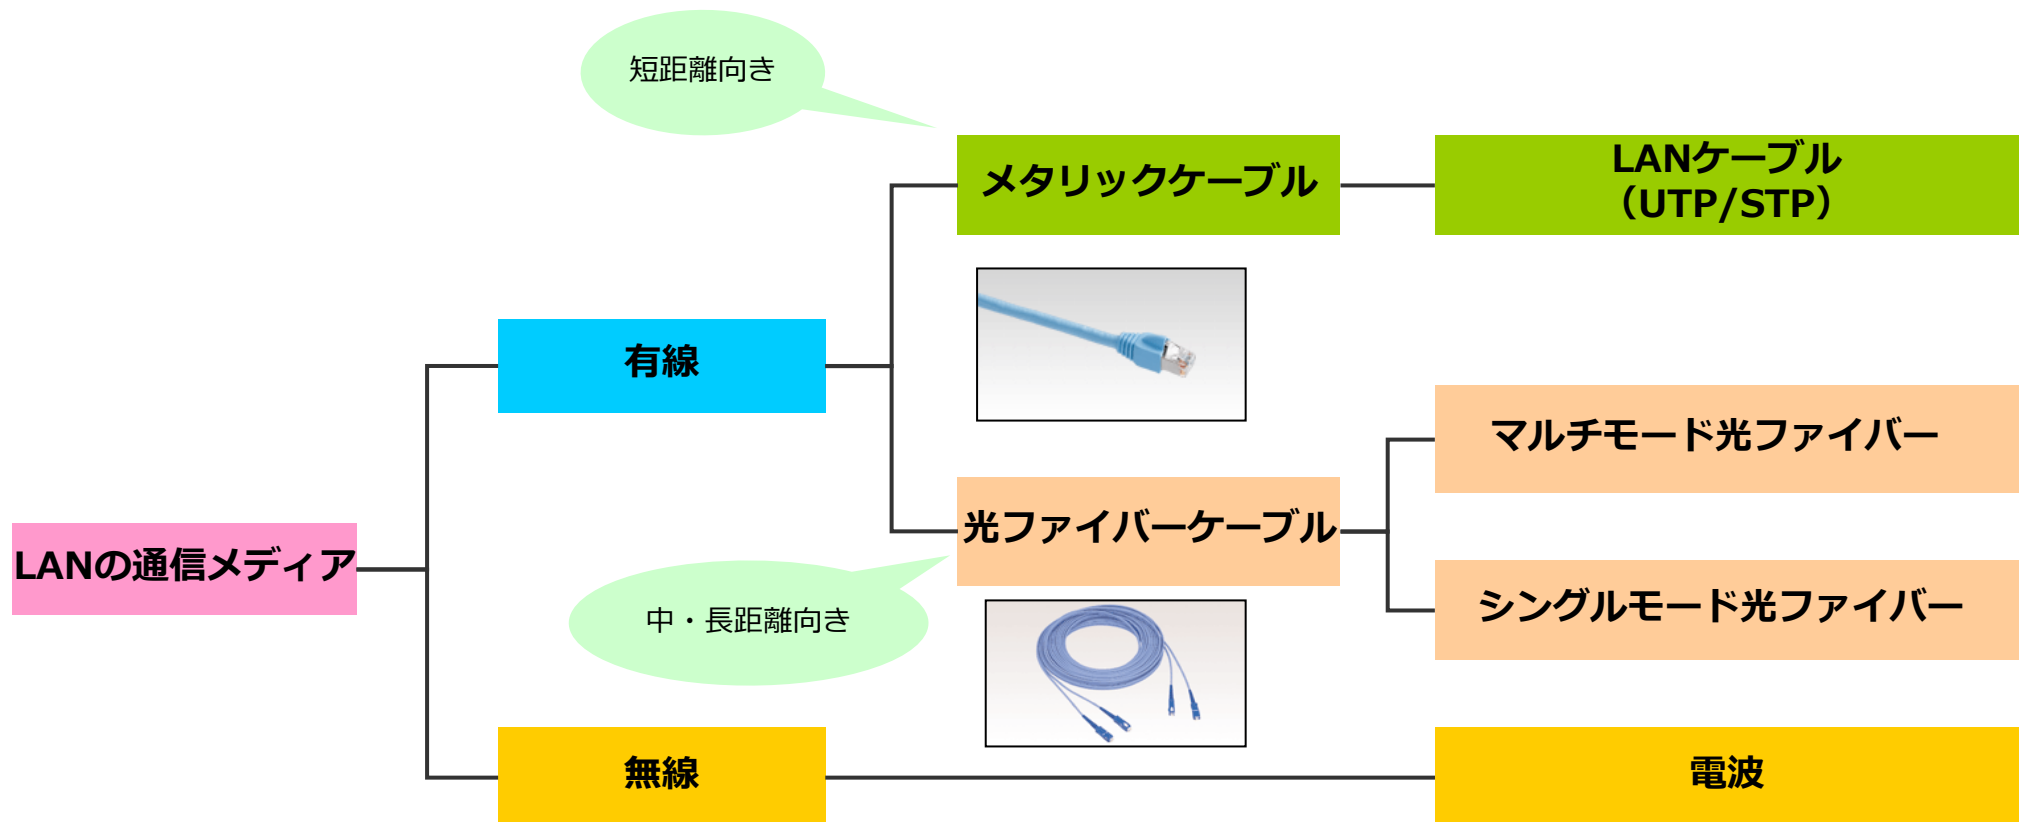 短距離向き
メタリックケーブル
LANケーブル
（UTP/STP）
有線
マルチモード光ファイバー
光ファイバーケーブル
LANの通信メディア
シングルモード光ファイバー
中・長距離向き
無線
電波